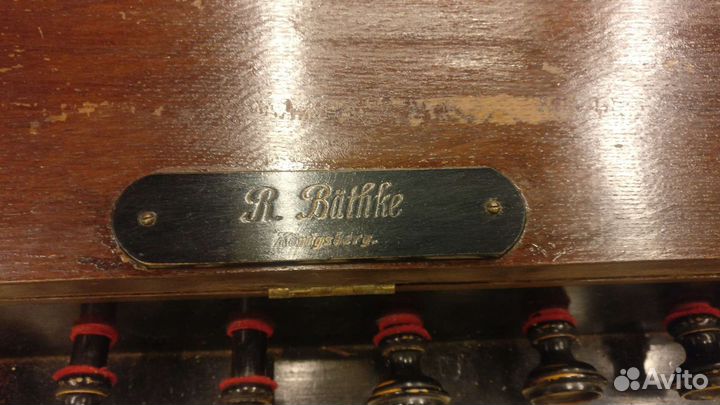 R. Bäthke
Königsberg.
Avito